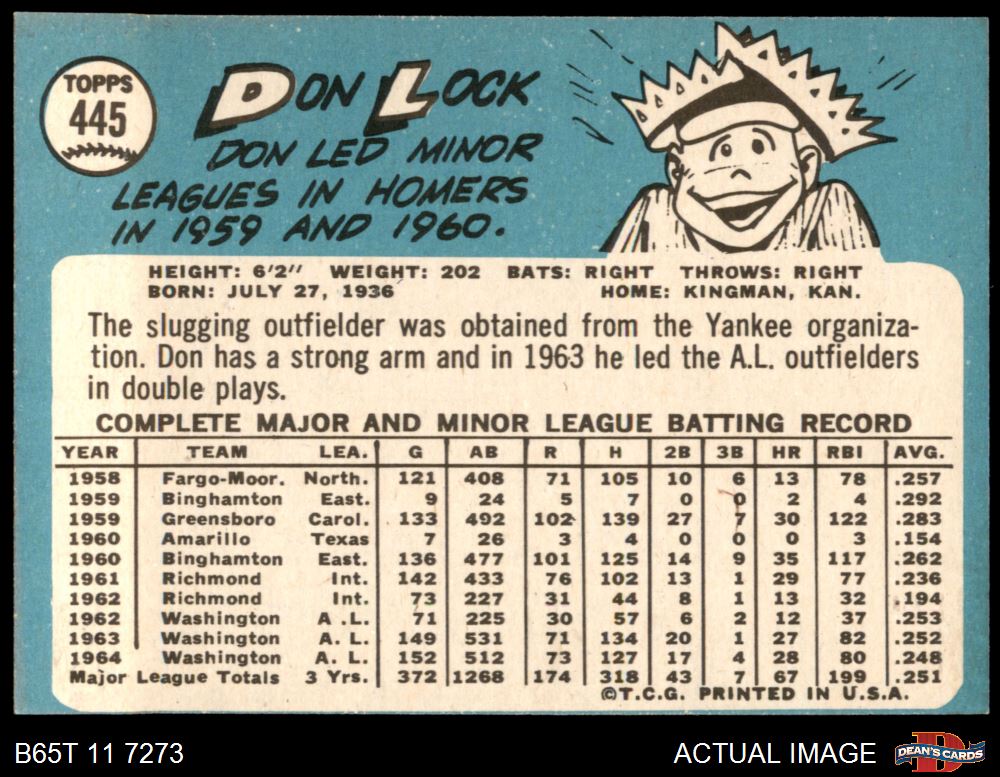 TOPPS
445
DON LOCK
DON LED MINOR
LEAGUES IN HOMERS
IN 1959 AND 1960.
HEIGHT: 6'2" WEIGHT: 202 BATS: RIGHT THROWS: RIGHT
BORN: JULY 27, 1936 HOME: KINGMAN, KAN.
The slugging outfielder was obtained from the Yankee organiza-
tion. Don has a strong arm and in 1963 he led the A.L. outfielders
in double plays.
COMPLETE MAJOR AND MINOR LEAGUE BATTING RECORD
YEAR TEAM LEA. G AB R H 2B 3B HR RBI AVG.
1958 Fargo-Moor. North. 121 408 71 105 10 6 13 78 .257
1959 Binghamton East. 9 24 5 7 0 0 2 4 .292
1959 Greensboro Carol. 133 492 102 139 27 7 30 122 .283
1960 Amarillo Texas 7 26 3 4 0 0 0 3 .154
1960 Binghamton East. 136 477 101 125 14 9 35 117 .262
1961 Richmond Int. 142 433 76 102 13 1 29 77 .236
1962 Richmond Int. 73 227 31 44 8 1 13 32 .194
1962 Washington A .L. 71 225 30 57 6 2 12 37 .253
1963 Washington A. L. 149 531 71 134 20 1 27 82 .252
1964 Washington A. L. 152 512 73 127 17 4 28 80 .248
Major League Totals 3 Yrs. 372 1268 174 318 43 7 67 199 .251
©T.C.G. PRINTED IN U.S.A.
B65T 11 7273 ACTUAL IMAGE DEAN'S CARDS